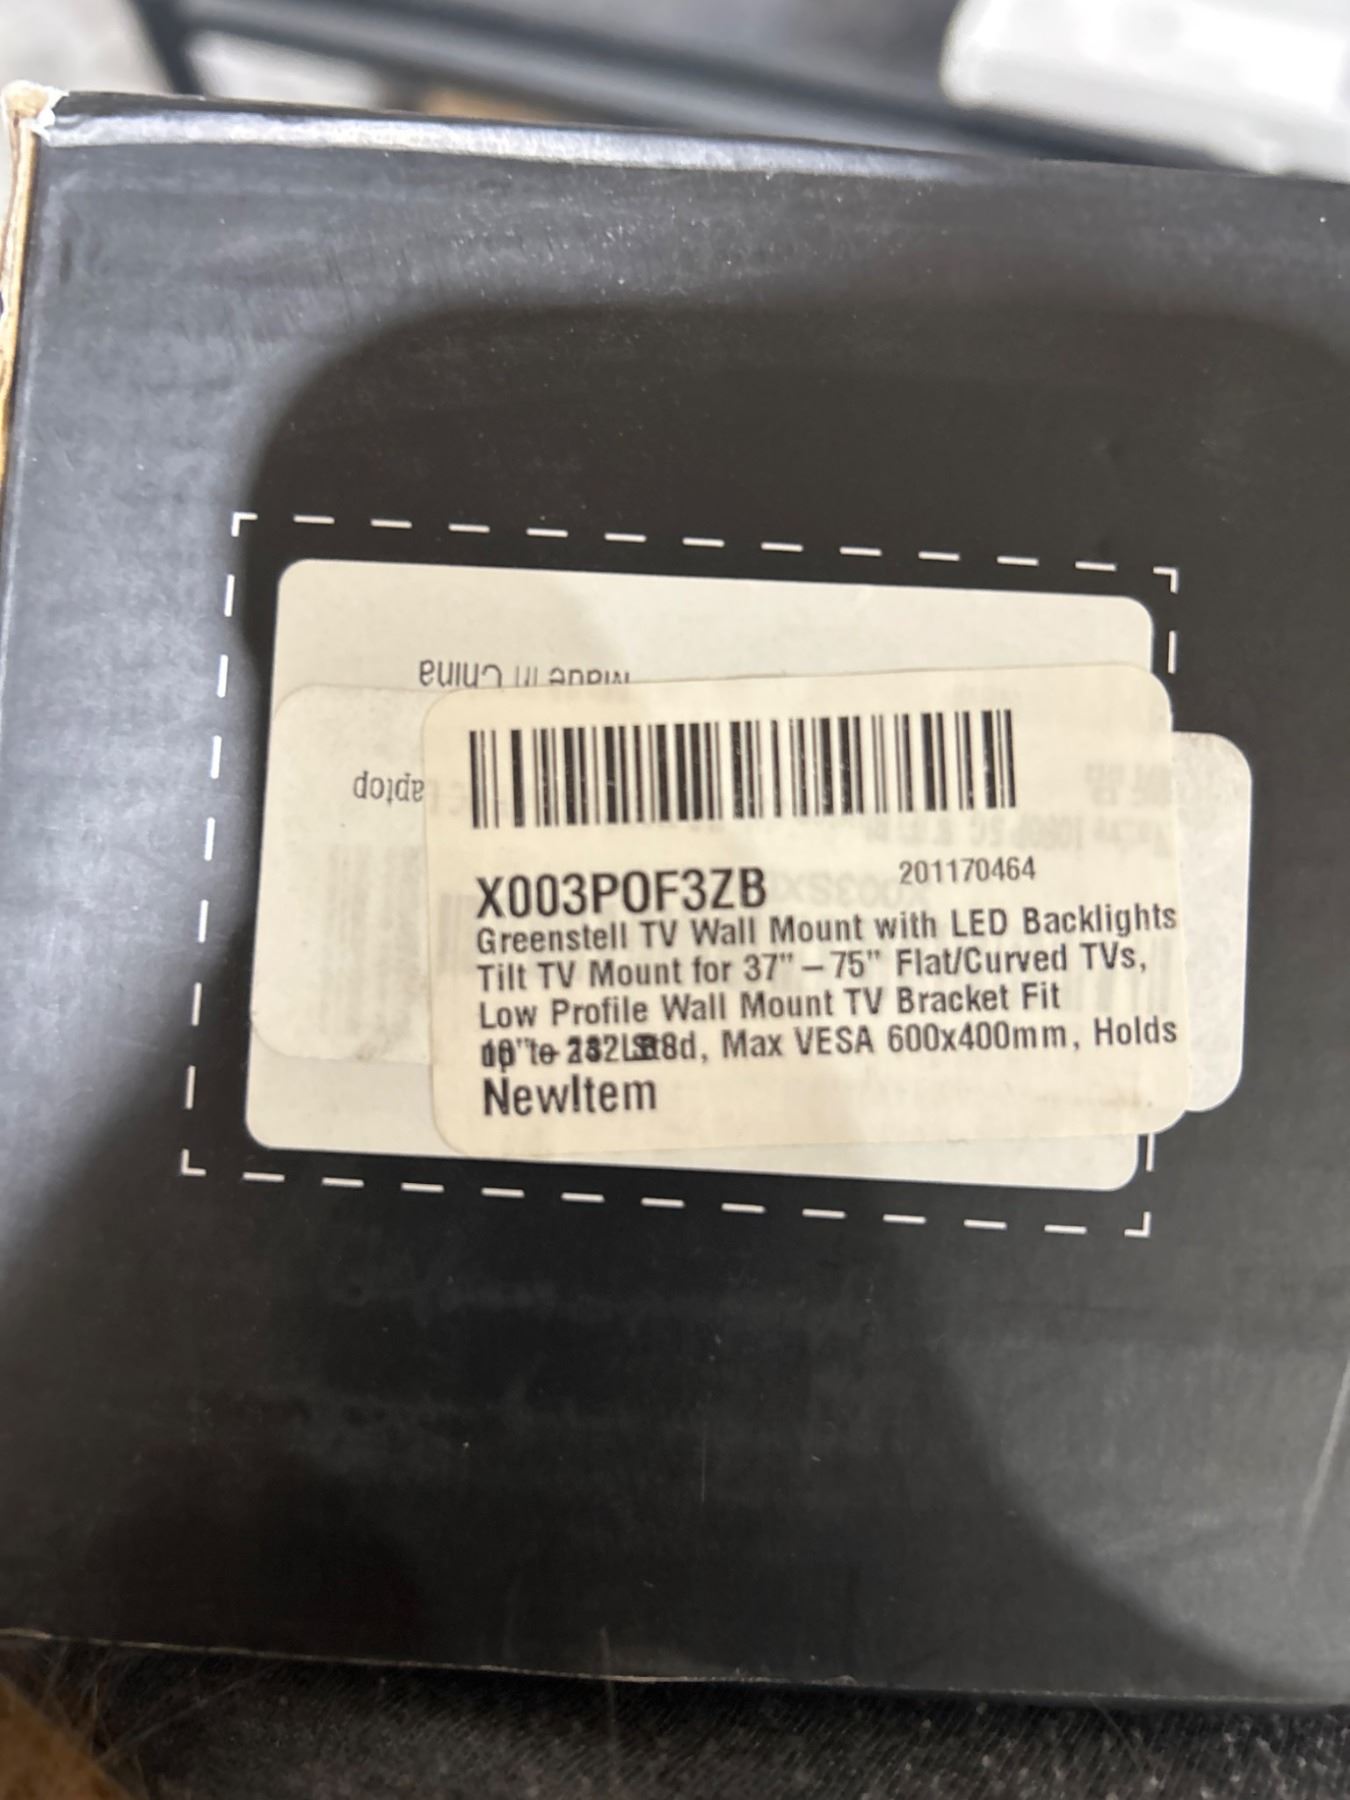 Made in China
aptop
X003POF3ZB
201170464
Greenstell TV Wall Mount with LED Backlights
Tilt TV Mount for 37" – 75" Flat/Curved TVs,
Low Profile Wall Mount TV Bracket Fit
Max VESA 600x400mm, Holds
NewItem